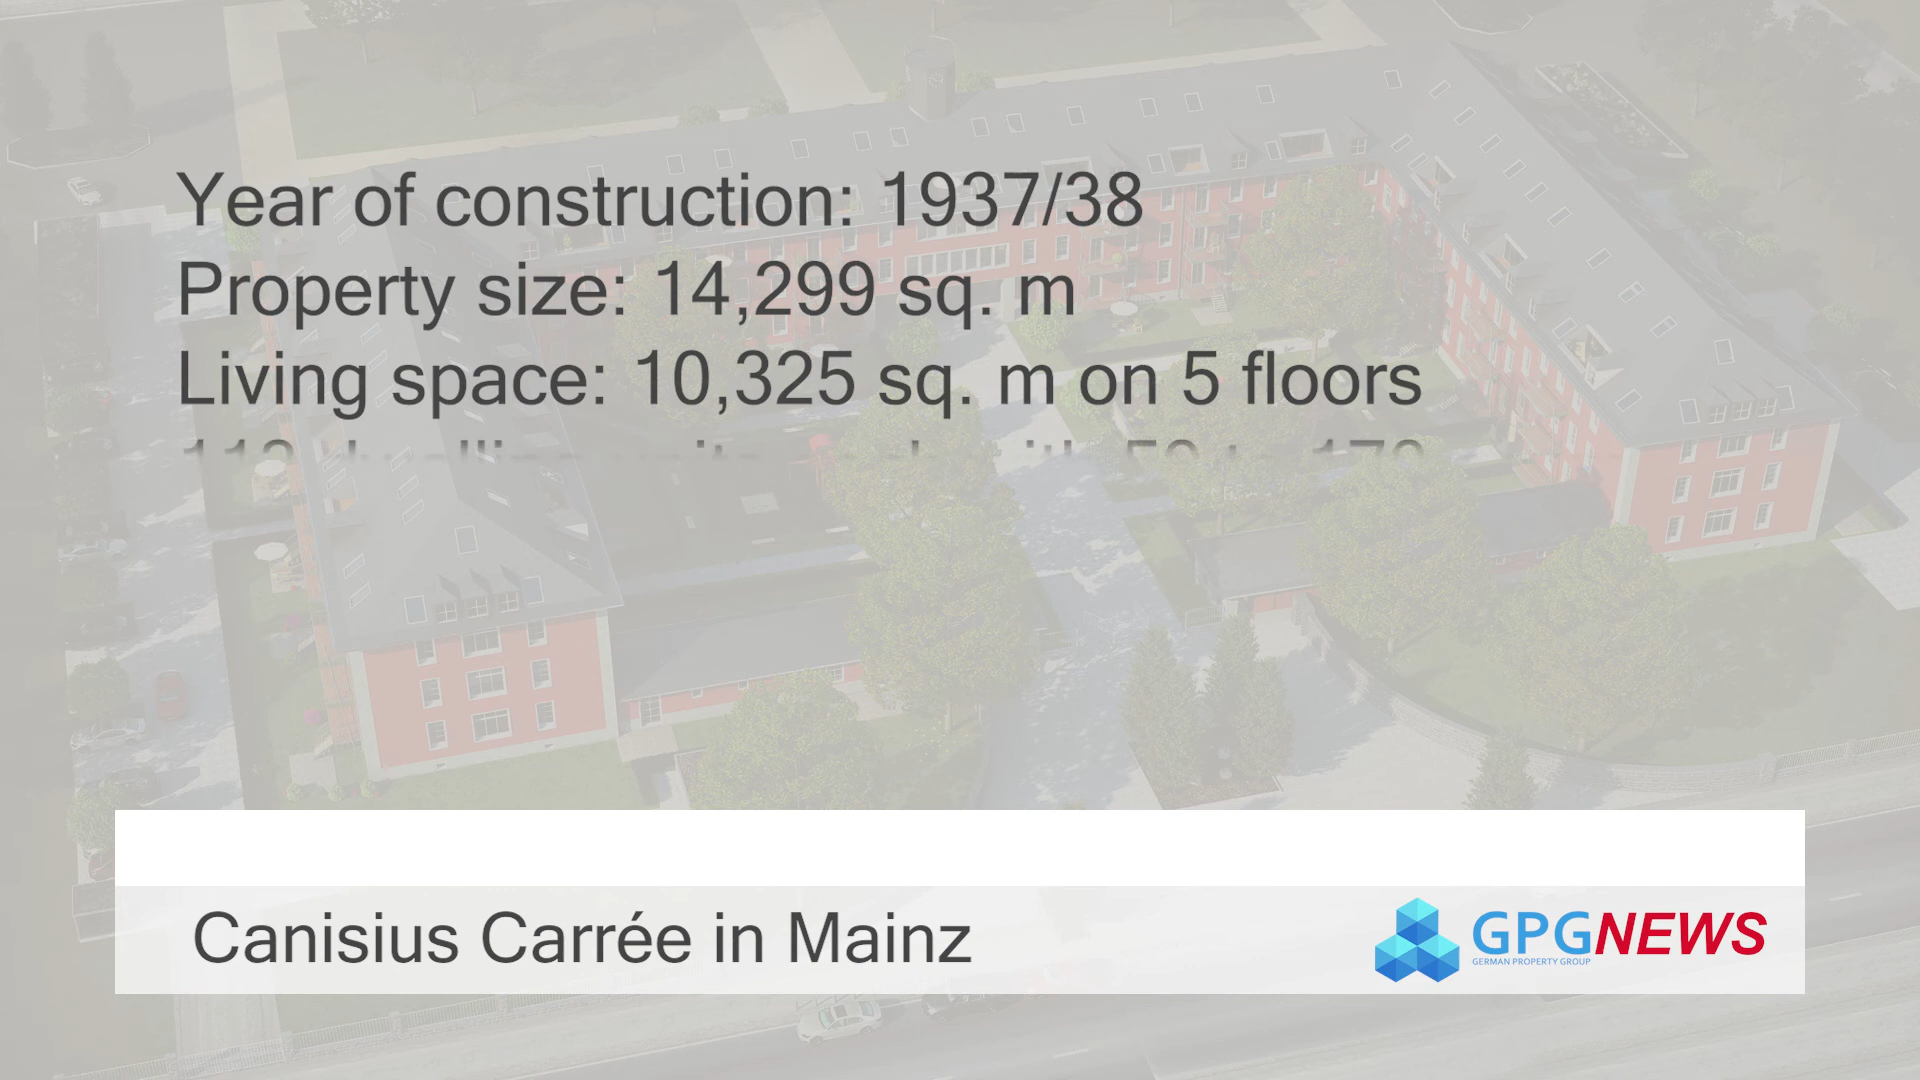 Year of construction: 1937/38
Property size: 14,299 sq. m
Living space: 10,325 sq. m on 5 floors
Canisius Carrée in Mainz
GPGNEWS
GERMAN PROPERTY GROUP